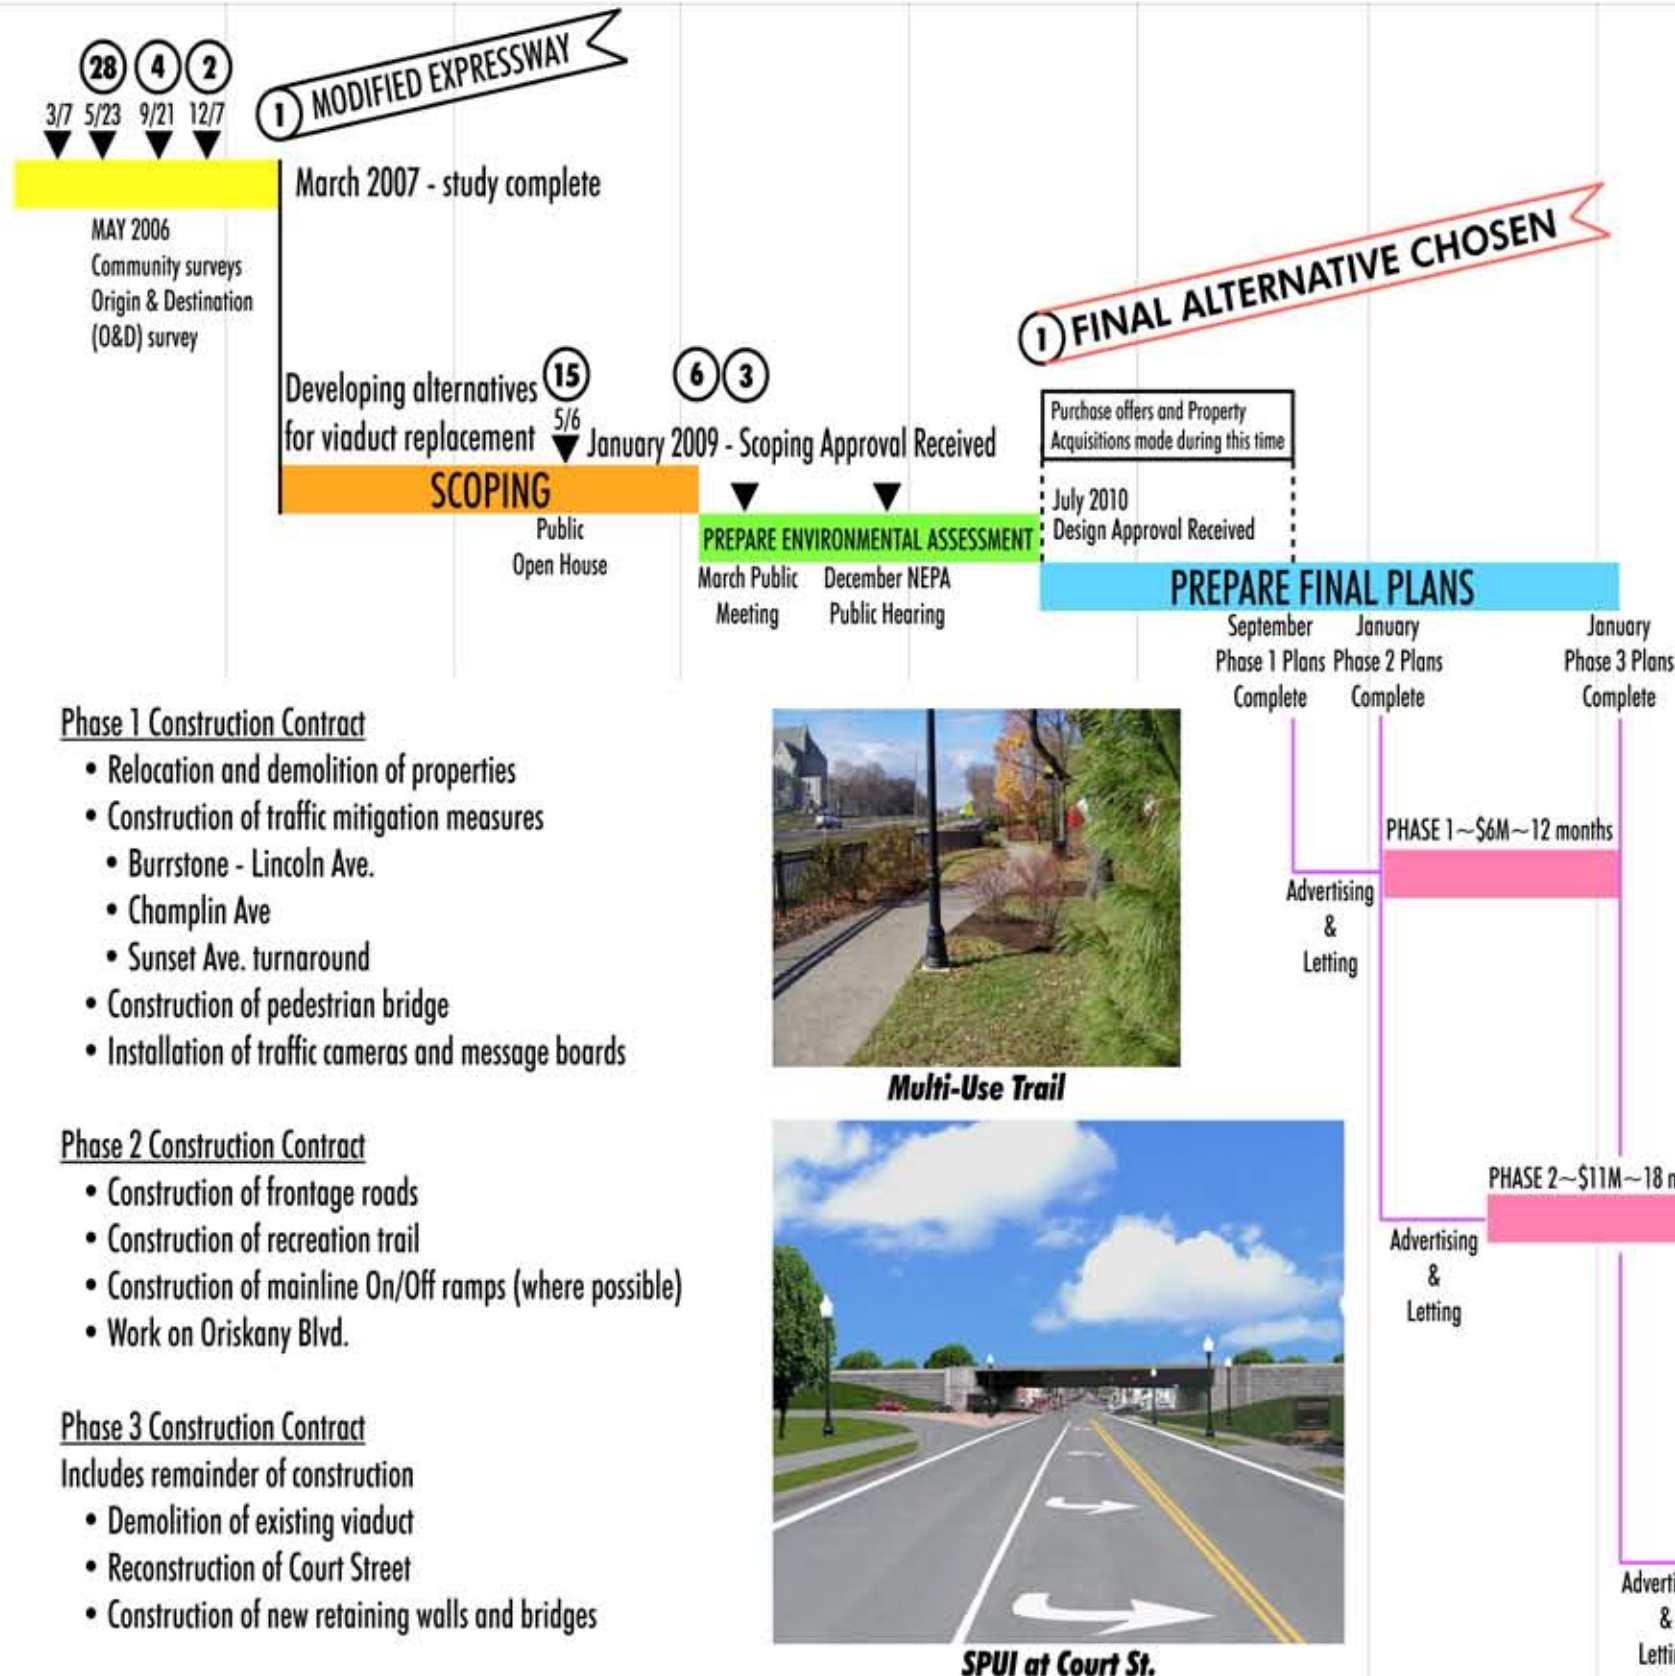 28 4 2
3/7 5/23 9/21 12/7
1 MODIFIED EXPRESSWAY
March 2007 - study complete
MAY 2006
Community surveys
Origin & Destination
(O&D) survey
1 FINAL ALTERNATIVE CHOSEN
Developing alternatives
for viaduct replacement
15
5/6
6 3
January 2009 - Scoping Approval Received
SCOPING
Public
Open House
PREPARE ENVIRONMENTAL ASSESSMENT
March Public
Meeting
December NEPA
Public Hearing
Purchase offers and Property
Acquisitions made during this time
July 2010
Design Approval Received
PREPARE FINAL PLANS
September
Phase 1 Plans
Complete
January
Phase 2 Plans
Complete
January
Phase 3 Plans
Complete
Phase 1 Construction Contract
• Relocation and demolition of properties
• Construction of traffic mitigation measures
• Burrstone - Lincoln Ave.
• Champlin Ave
• Sunset Ave. turnaround
• Construction of pedestrian bridge
• Installation of traffic cameras and message boards
Phase 2 Construction Contract
• Construction of frontage roads
• Construction of recreation trail
• Construction of mainline On/Off ramps (where possible)
• Work on Oriskany Blvd.
Phase 3 Construction Contract
Includes remainder of construction
• Demolition of existing viaduct
• Reconstruction of Court Street
• Construction of new retaining walls and bridges
Multi-Use Trail
SPUI at Court St.
PHASE 1~$6M~12 months
Advertising
&
Letting
PHASE 2~$11M~18 m
Advertising
&
Letting
Adverti
&
Letti